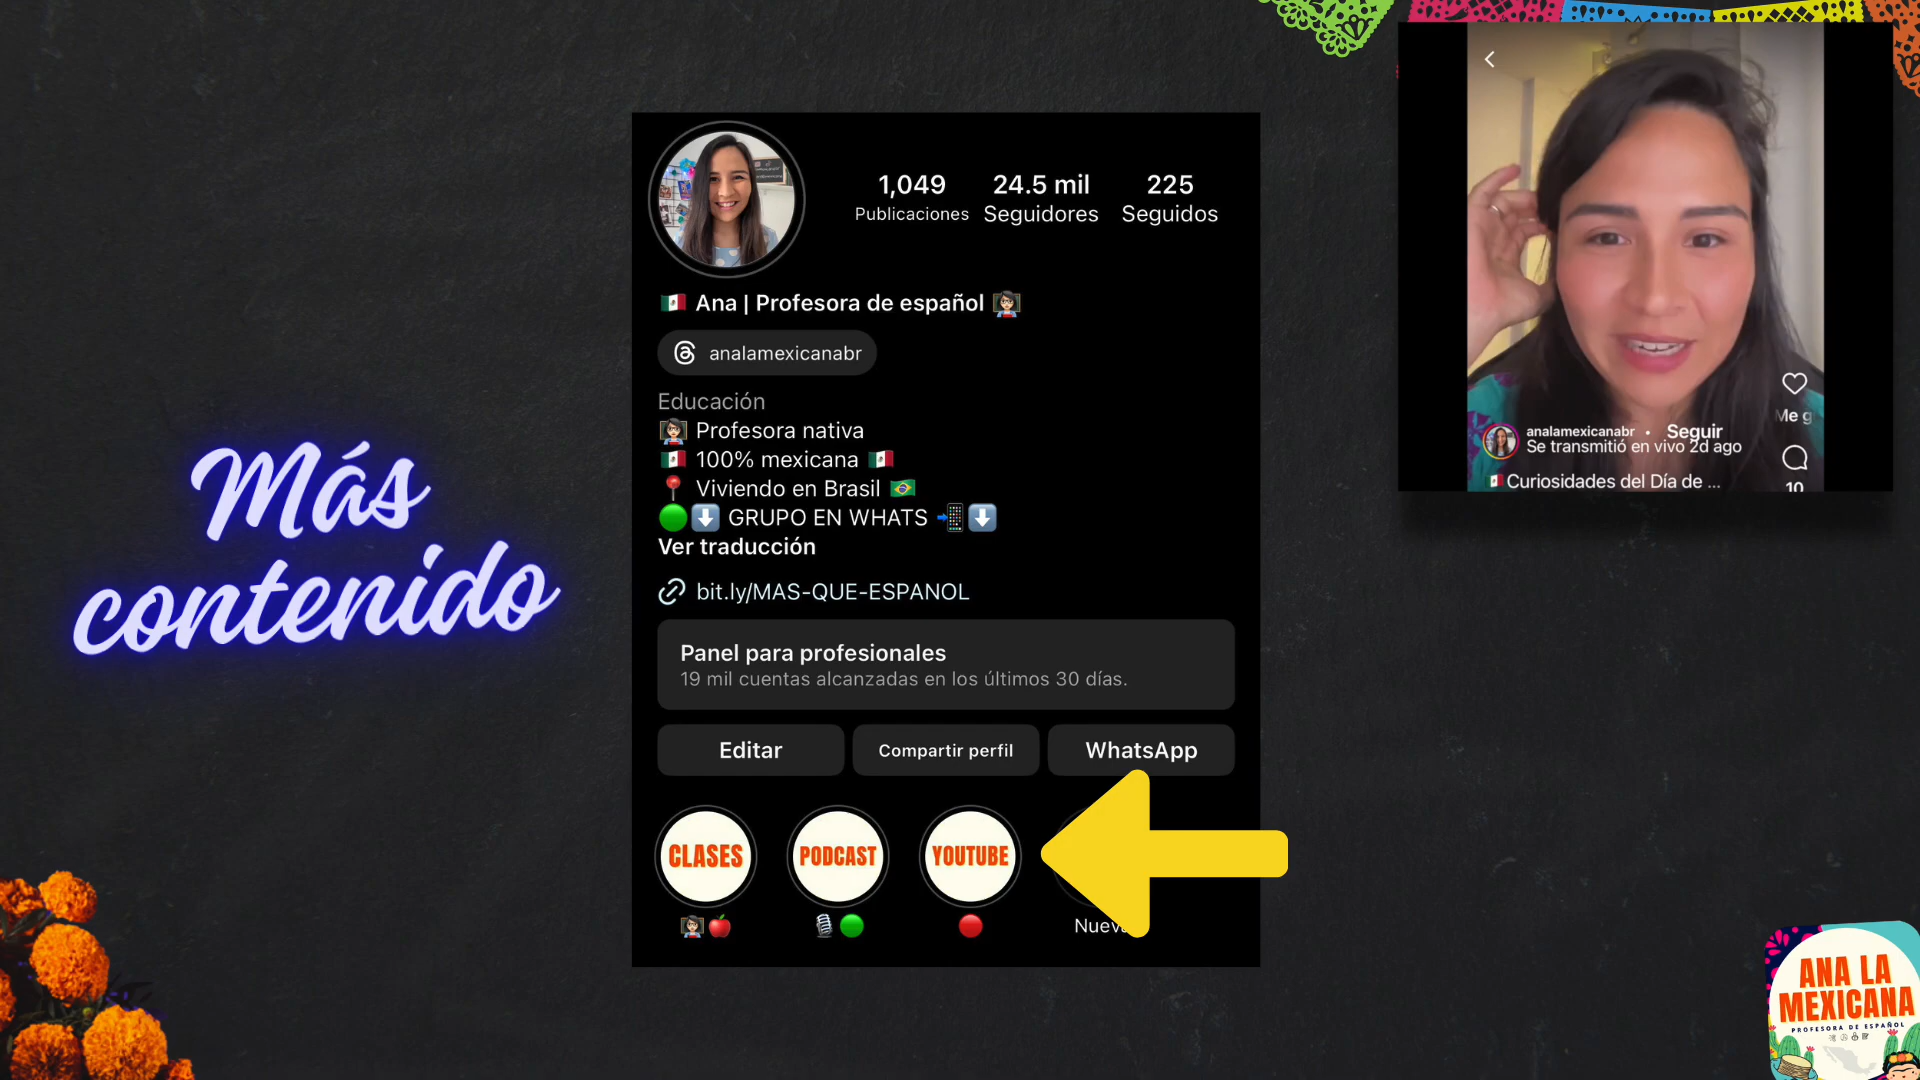 Más
contenido
1,049
Publicaciones
24.5 mil
Seguidores
225
Seguidos
Ana | Profesora de español
analamexicanabr
Educación
Profesora nativa
100% mexicana
Viviendo en Brasil
GRUPO EN WHATS
Ver traducción
bit.ly/MAS-QUE-ESPANOL
Panel para profesionales
19 mil cuentas alcanzadas en los últimos 30 días.
Editar
Compartir perfil
WhatsApp
CLASES
PODCAST
YOUTUBE
Me g
analamexicanabr • Seguir
Se transmitió en vivo 2d ago
Curiosidades del Día de ...
10
ANA LA
MEXICANA
PROFESORA DE ESPAÑOL